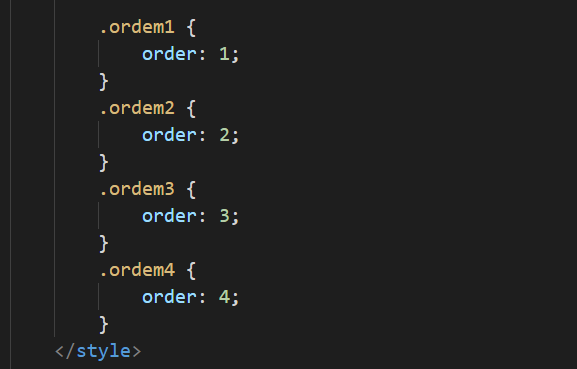 .ordem1 {
order: 1;
}
.ordem2 {
order: 2;
}
.ordem3 {
order: 3;
}
.ordem4 {
order: 4;
}
</style>